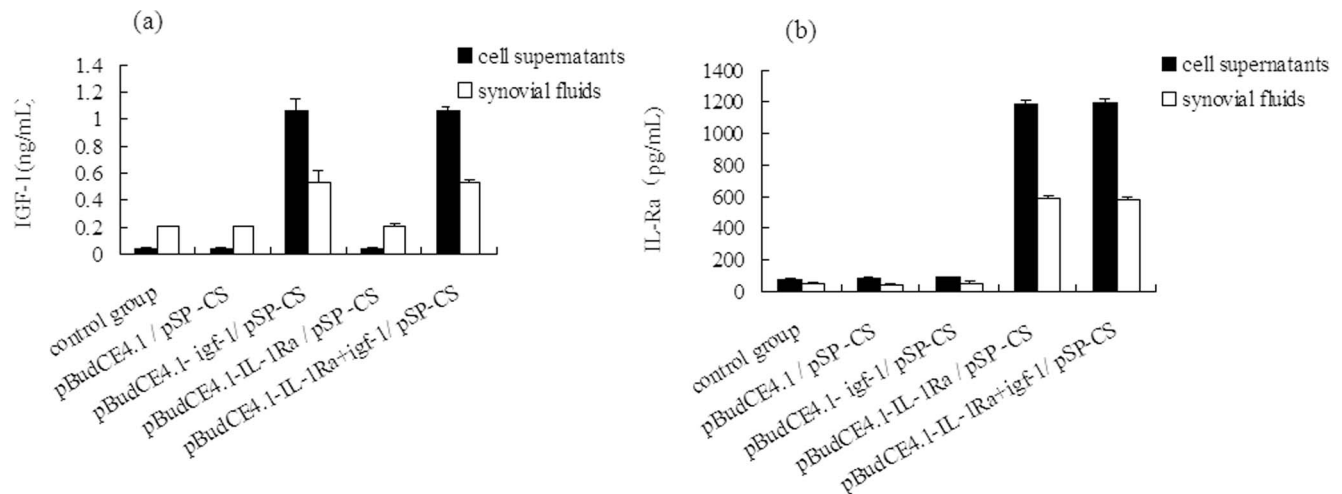 (a)
cell supernatants
synovial fluids
IGF-1(ng/mL)
1.4
1.2
1
0.8
0.6
0.4
0.2
0
control group
pBudCE4.1 / pSP-CS
pBudCE4.1- igf-1/ pSP-CS
pBudCE4.1-IL-1Ra / pSP-CS
pBudCE4.1-IL-1Ra+igf-1/ pSP-CS
(b)
cell supernatants
synovial fluids
IL-Ra (pg/mL)
1400
1200
1000
800
600
400
200
0
control group
pBudCE4.1 / pSP-CS
pBudCE4.1- igf-1/ pSP-CS
pBudCE4.1-IL-1Ra / pSP-CS
pBudCE4.1-IL-1Ra+igf-1/ pSP-CS